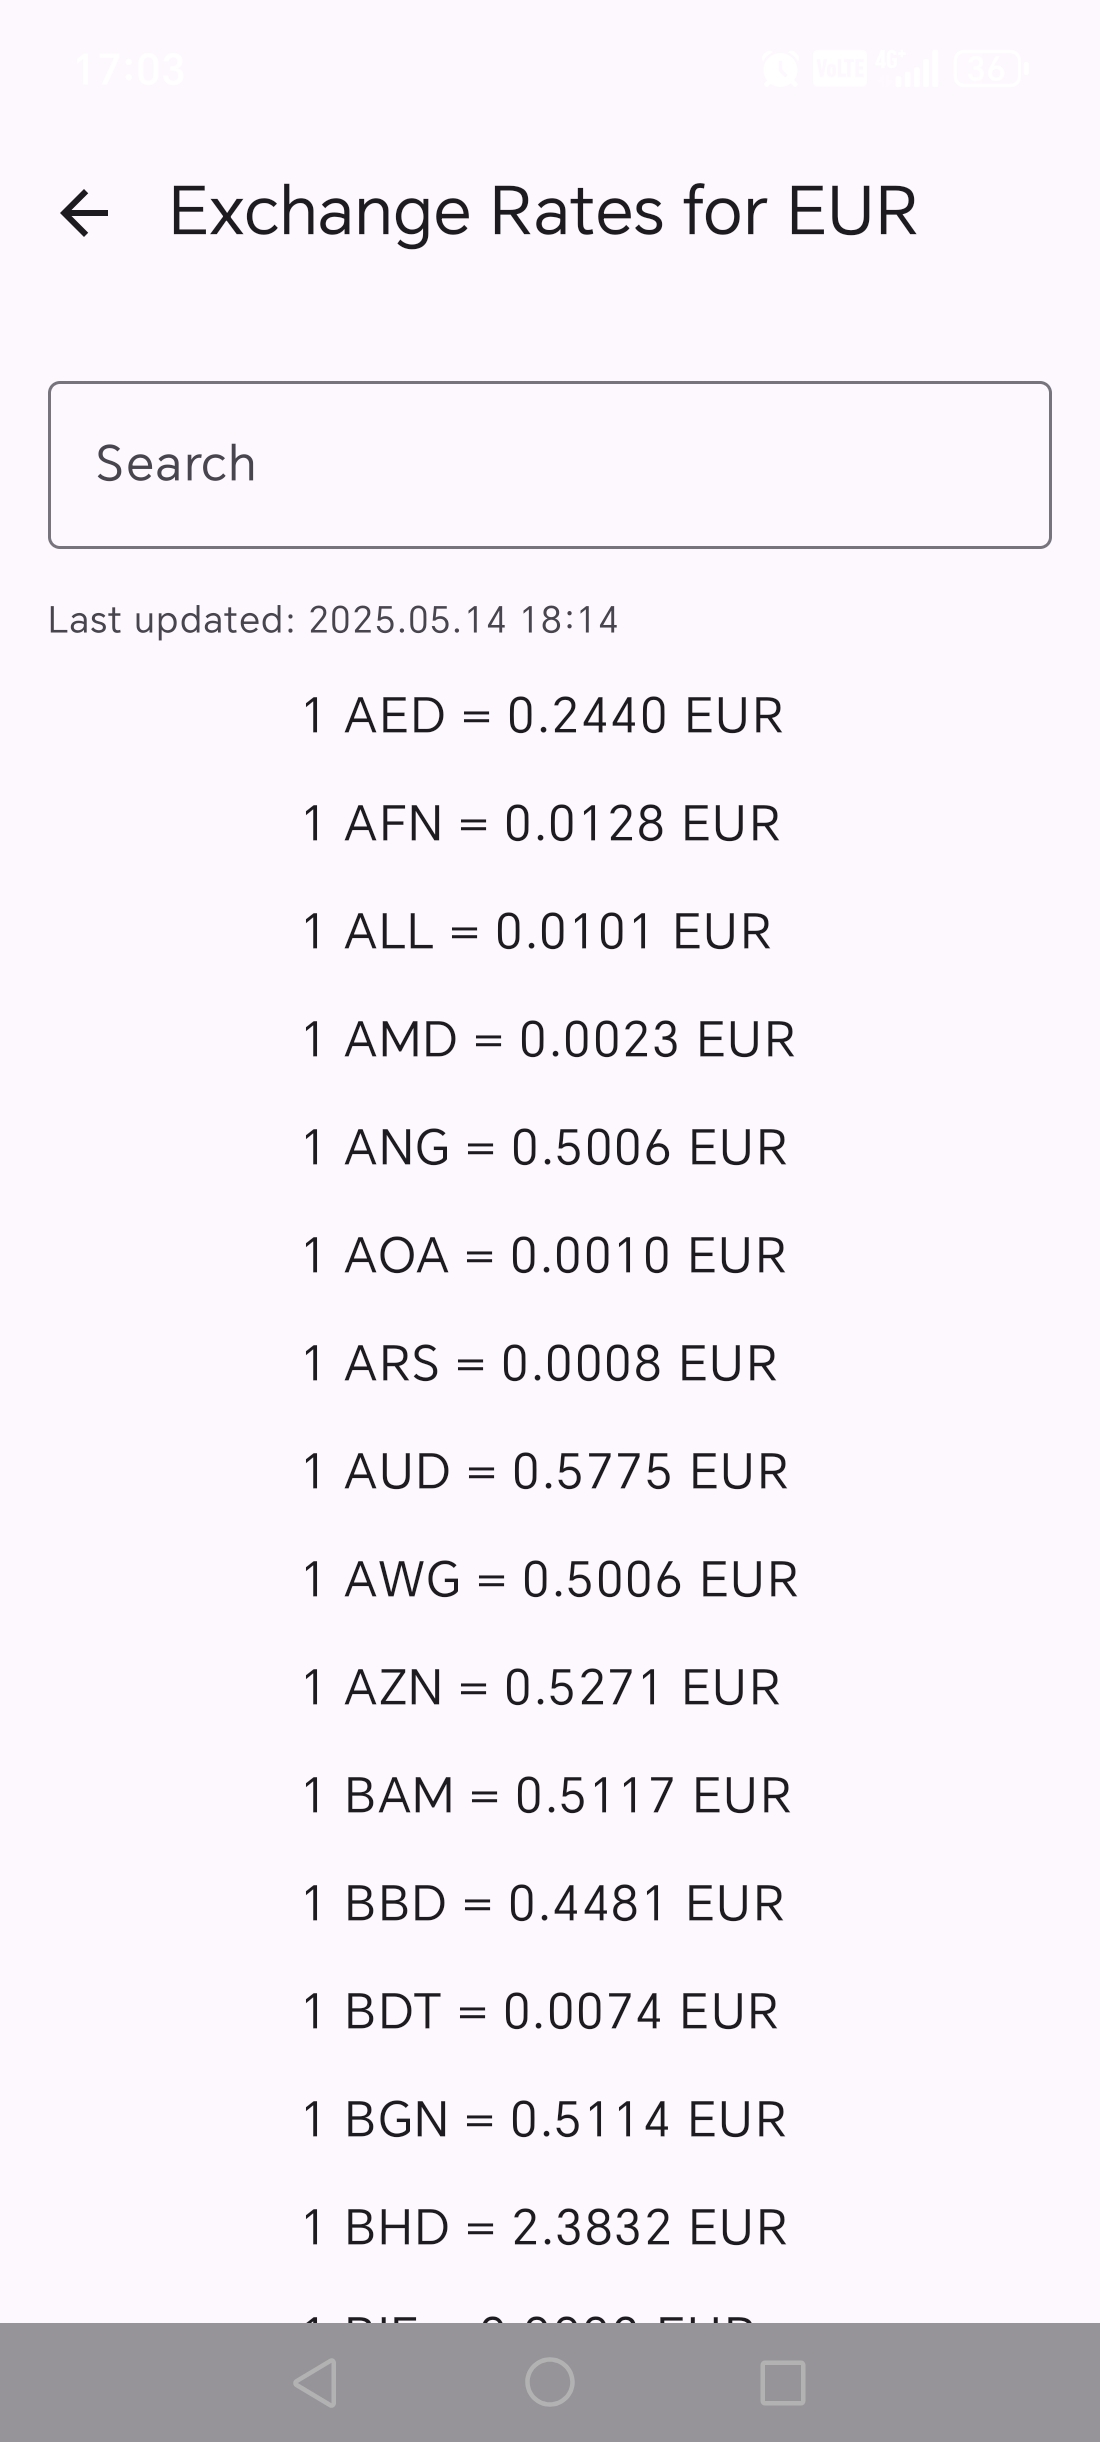 17:03
VoLTE 4G+ 36
Exchange Rates for EUR
Search
Last updated: 2025.05.14 18:14
1 AED = 0.2440 EUR
1 AFN = 0.0128 EUR
1 ALL = 0.0101 EUR
1 AMD = 0.0023 EUR
1 ANG = 0.5006 EUR
1 AOA = 0.0010 EUR
1 ARS = 0.0008 EUR
1 AUD = 0.5775 EUR
1 AWG = 0.5006 EUR
1 AZN = 0.5271 EUR
1 BAM = 0.5117 EUR
1 BBD = 0.4481 EUR
1 BDT = 0.0074 EUR
1 BGN = 0.5114 EUR
1 BHD = 2.3832 EUR